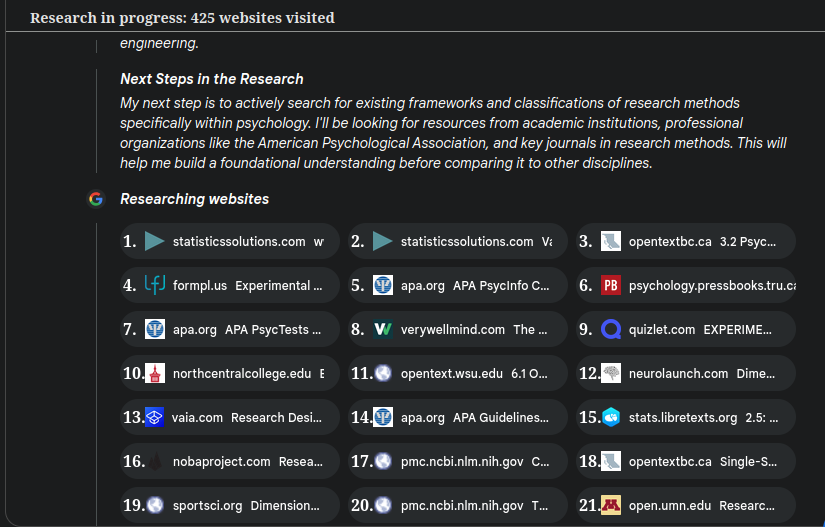 Research in progress: 425 websites visited
engineering.
Next Steps in the Research
My next step is to actively search for existing frameworks and classifications of research methods
specifically within psychology. I'll be looking for resources from academic institutions, professional
organizations like the American Psychological Association, and key journals in research methods. This will
help me build a foundational understanding before comparing it to other disciplines.
Researching websites
1. statisticssolutions.com w
2. statisticssolutions.com Va
3. opentextbc.ca 3.2 Psyc...
4. formpl.us Experimental ...
5. apa.org APA PsycInfo C...
6. PB psychology.pressbooks.tru.ca
7. apa.org APA PsycTests ...
8. verywellmind.com The ...
9. quizlet.com EXPERIME...
10. northcentralcollege.edu E
11. opentext.wsu.edu 6.1 O...
12. neurolaunch.com Dime...
13. vaia.com Research Desi...
14. apa.org APA Guidelines...
15. stats.libretexts.org 2.5: ...
16. nobaproject.com Resea...
17. pmc.ncbi.nlm.nih.gov C...
18. opentextbc.ca Single-S...
19. sportsci.org Dimension...
20. pmc.ncbi.nlm.nih.gov T...
21. open.umn.edu Researc...